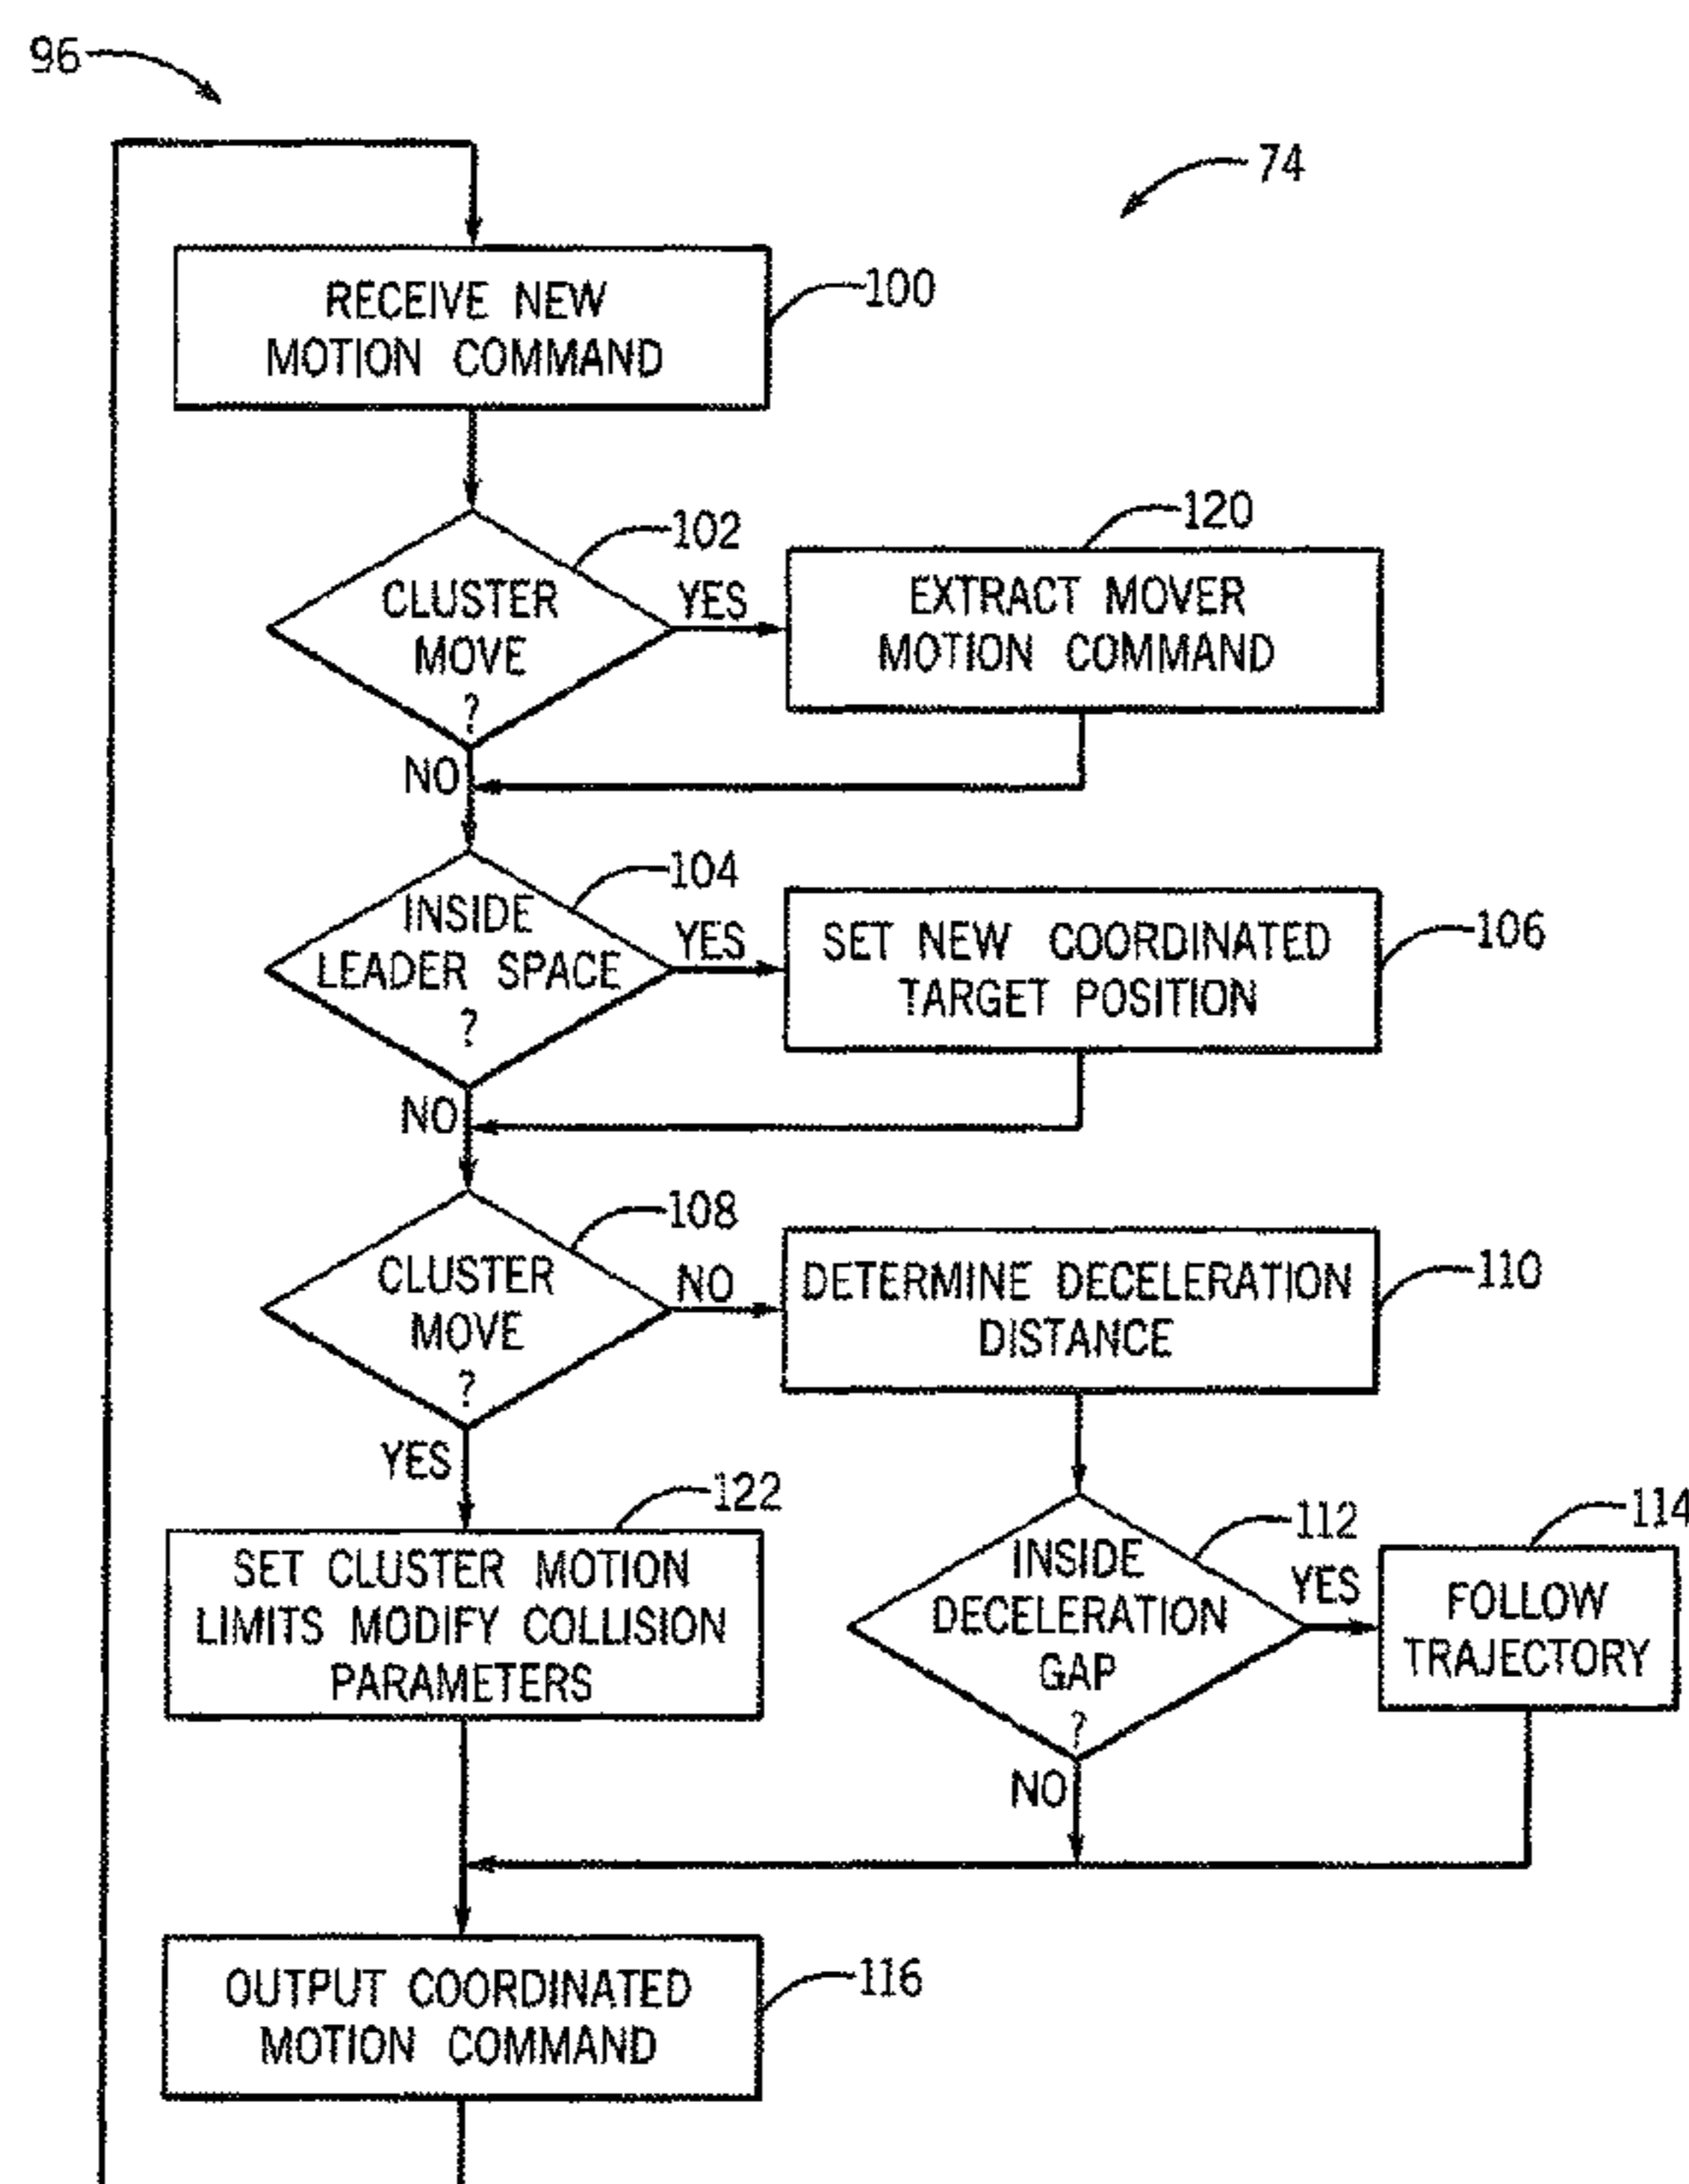 96
74
RECEIVE NEW
MOTION COMMAND
100
102
CLUSTER
MOVE
?
YES
NO
120
EXTRACT MOVER
MOTION COMMAND
104
INSIDE
LEADER SPACE
?
YES
NO
SET NEW COORDINATED
TARGET POSITION
106
108
CLUSTER
MOVE
?
NO
YES
DETERMINE DECELERATION
DISTANCE
110
122
SET CLUSTER MOTION
LIMITS MODIFY COLLISION
PARAMETERS
112
INSIDE
DECELERATION
GAP
?
YES
NO
114
FOLLOW
TRAJECTORY
OUTPUT COORDINATED
MOTION COMMAND
116